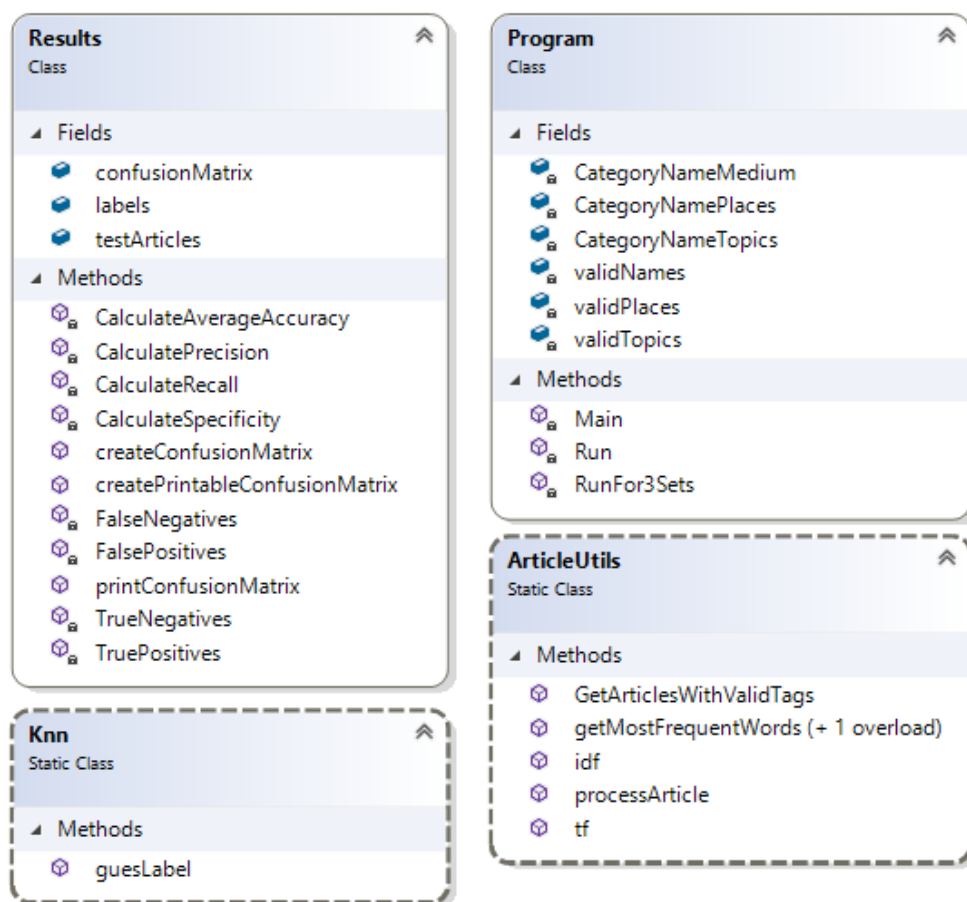 Results
Class
Fields
confusionMatrix
labels
testArticles
Methods
CalculateAverageAccuracy
CalculatePrecision
CalculateRecall
CalculateSpecificity
createConfusionMatrix
createPrintableConfusionMatrix
FalseNegatives
FalsePositives
printConfusionMatrix
TrueNegatives
TruePositives
Knn
Static Class
Methods
guesLabel
Program
Class
Fields
CategoryNameMedium
CategoryNamePlaces
CategoryNameTopics
validNames
validPlaces
validTopics
Methods
Main
Run
RunFor3Sets
ArticleUtils
Static Class
Methods
GetArticlesWithValidTags
getMostFrequentWords (+ 1 overload)
idf
processArticle
tf